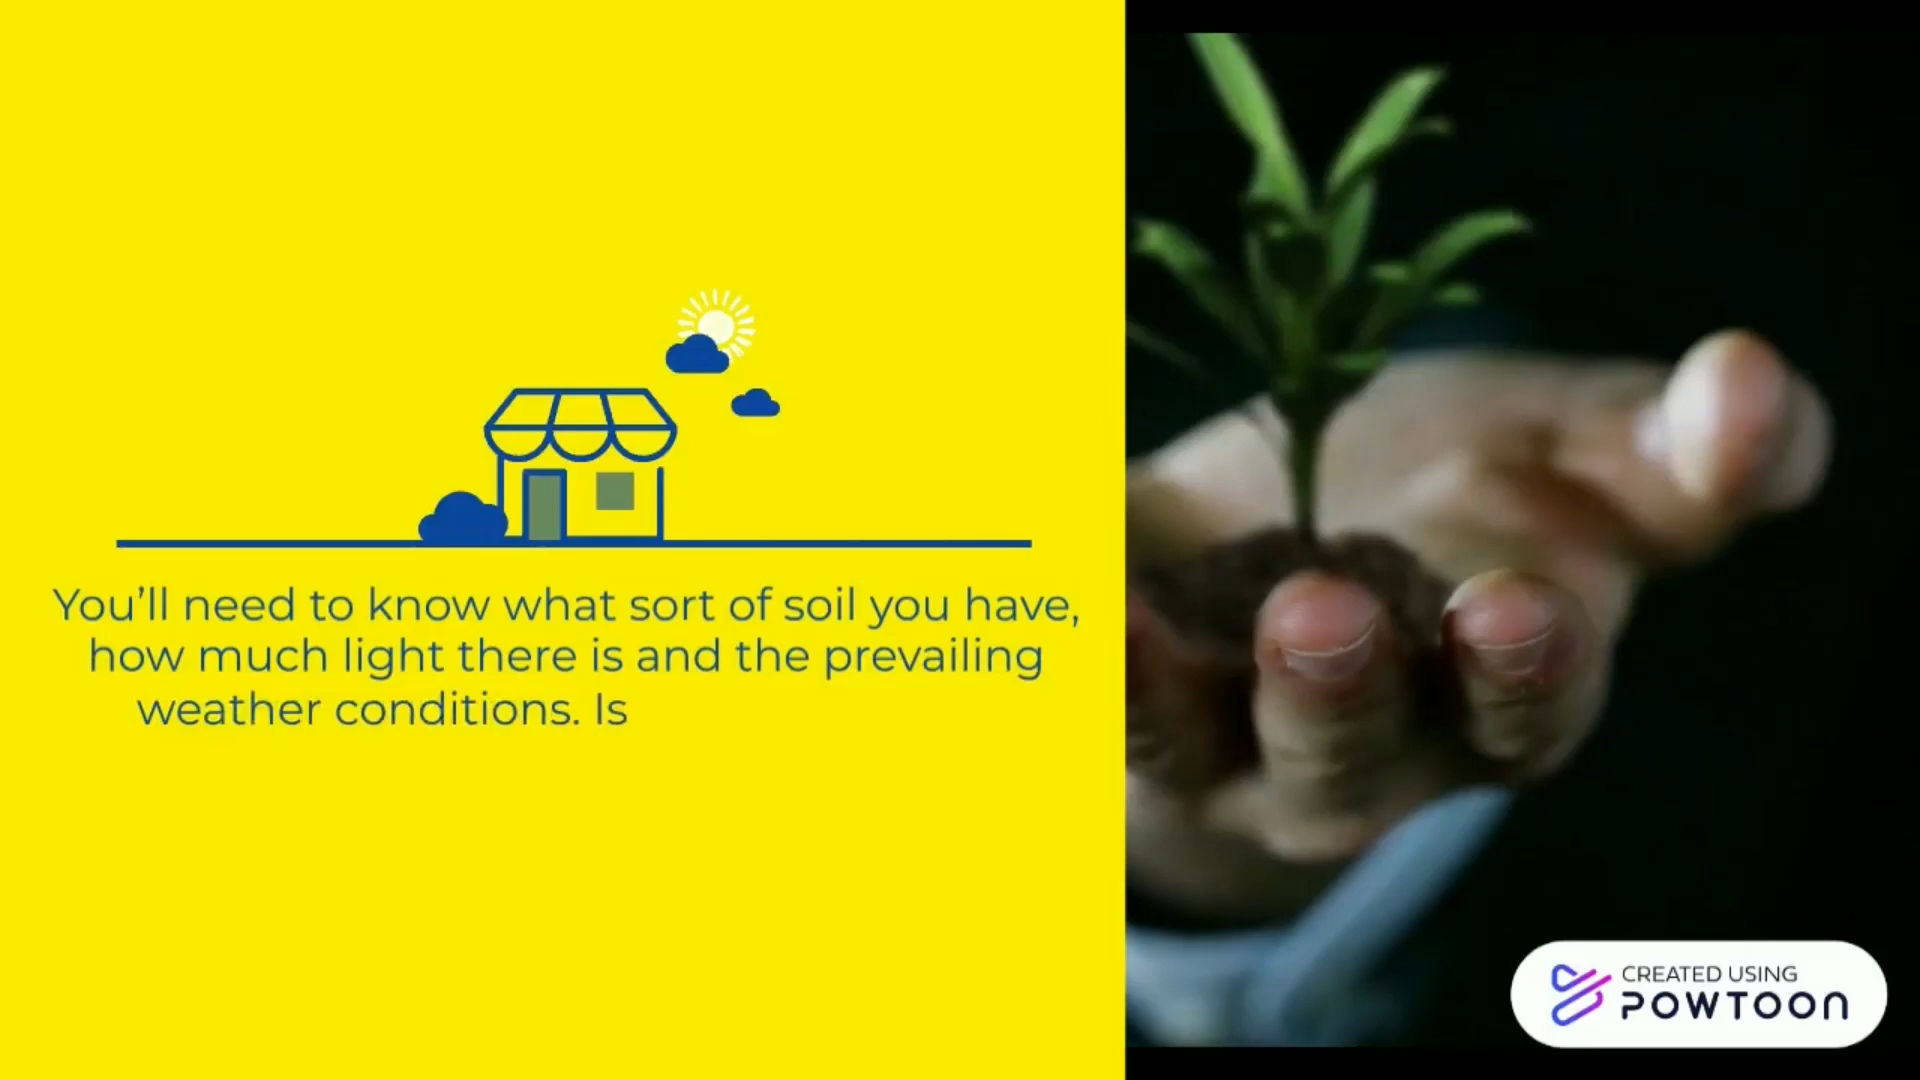 You’ll need to know what sort of soil you have,
how much light there is and the prevailing
weather conditions. Is
CREATED USING
POWTOON